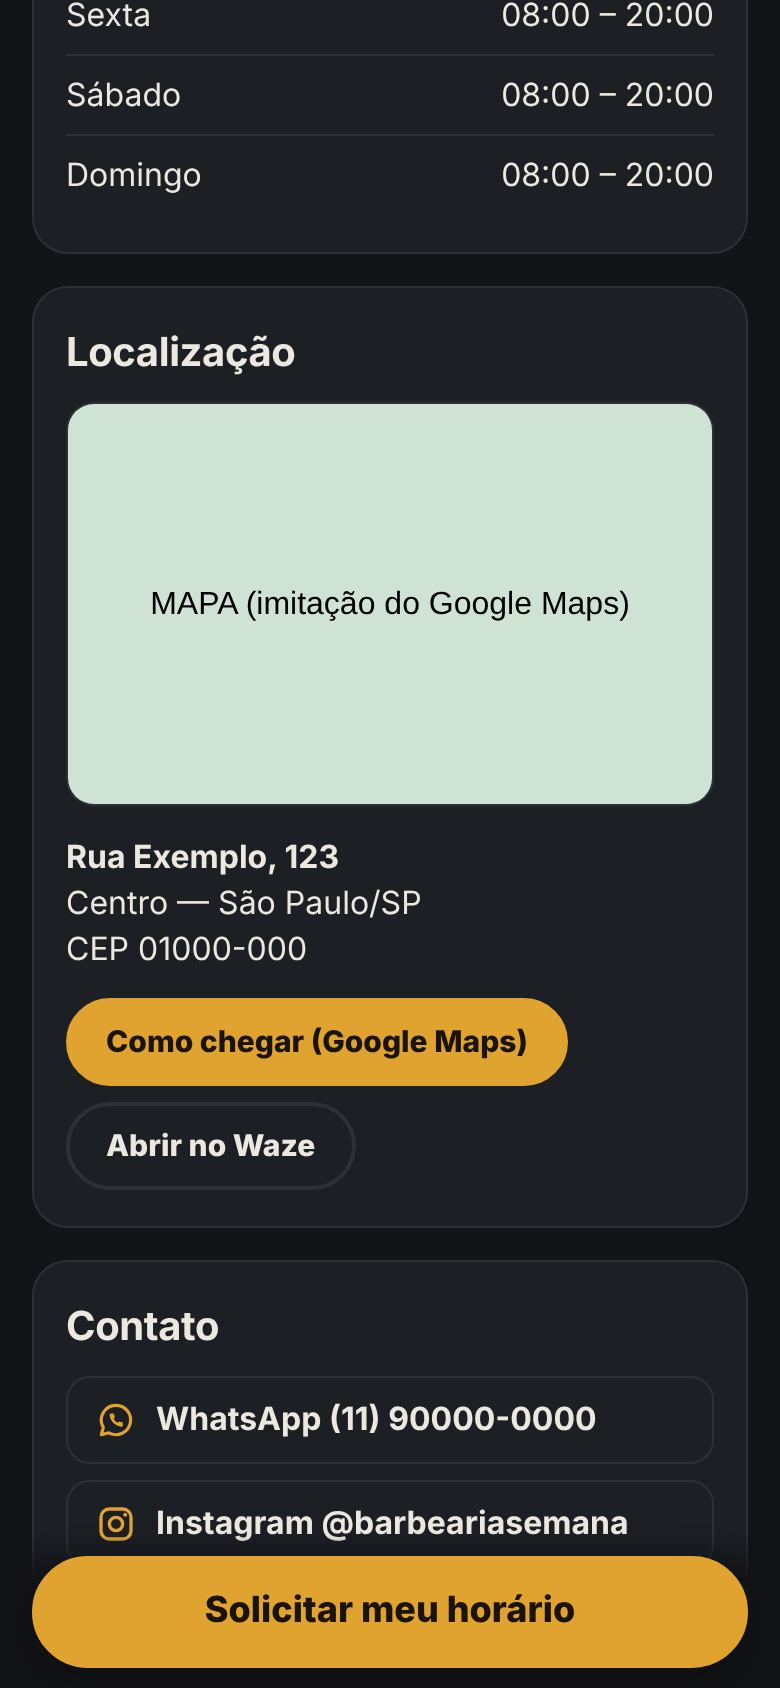 Sexta 08:00 – 20:00
Sábado 08:00 – 20:00
Domingo 08:00 – 20:00
Localização
MAPA (imitação do Google Maps)
Rua Exemplo, 123
Centro — São Paulo/SP
CEP 01000-000
Como chegar (Google Maps)
Abrir no Waze
Contato
WhatsApp (11) 90000-0000
Instagram @barbeariasemana
Solicitar meu horário